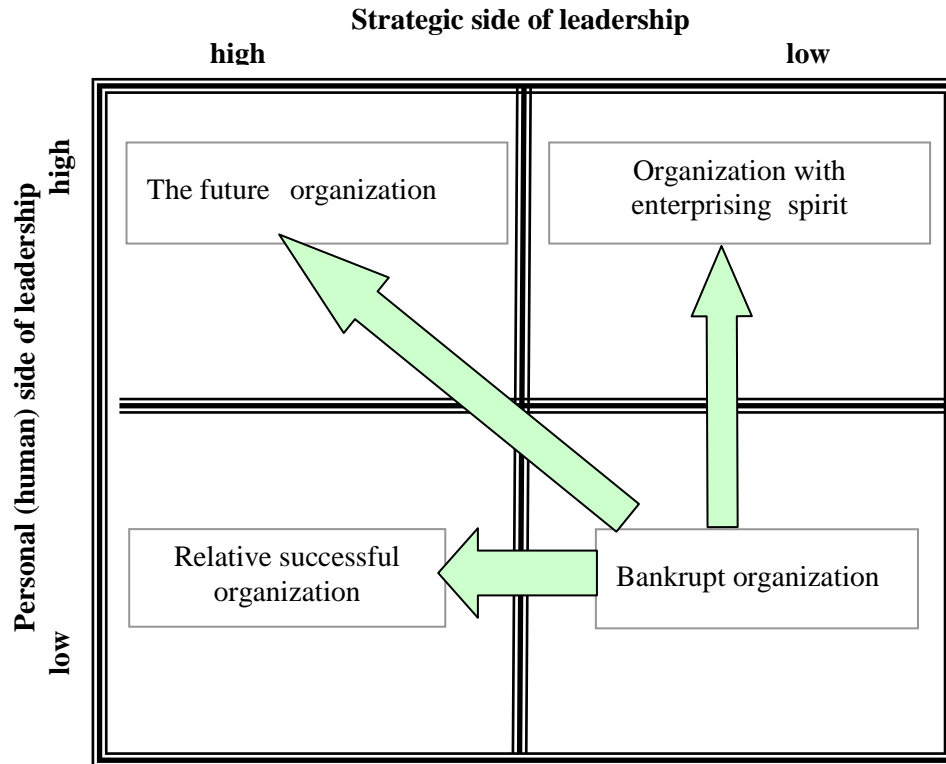 Strategic side of leadership
high low
Personal (human) side of leadership
high
low
The future organization
Organization with
enterprising spirit
Relative successful
organization
Bankrupt organization